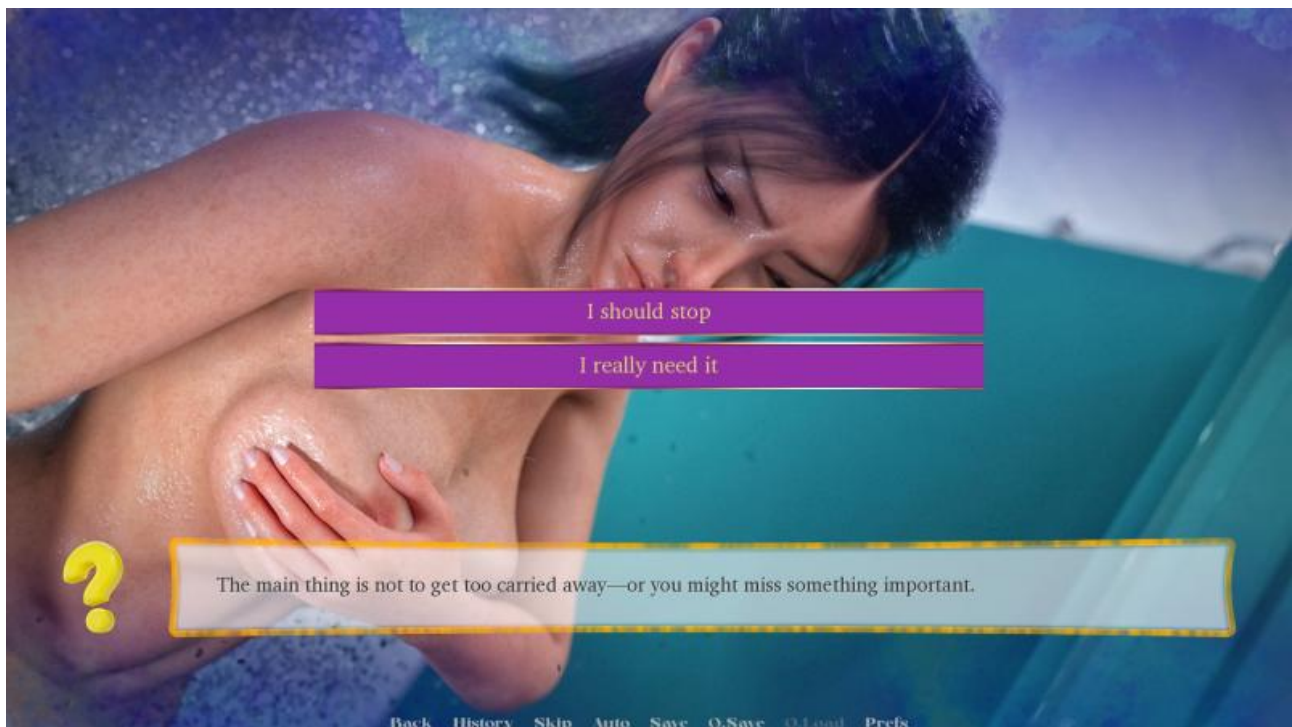 I should stop
I really need it
?
The main thing is not to get too carried away—or you might miss something important.
Back History Skip Auto Save Q.Save Q.Load Prefs